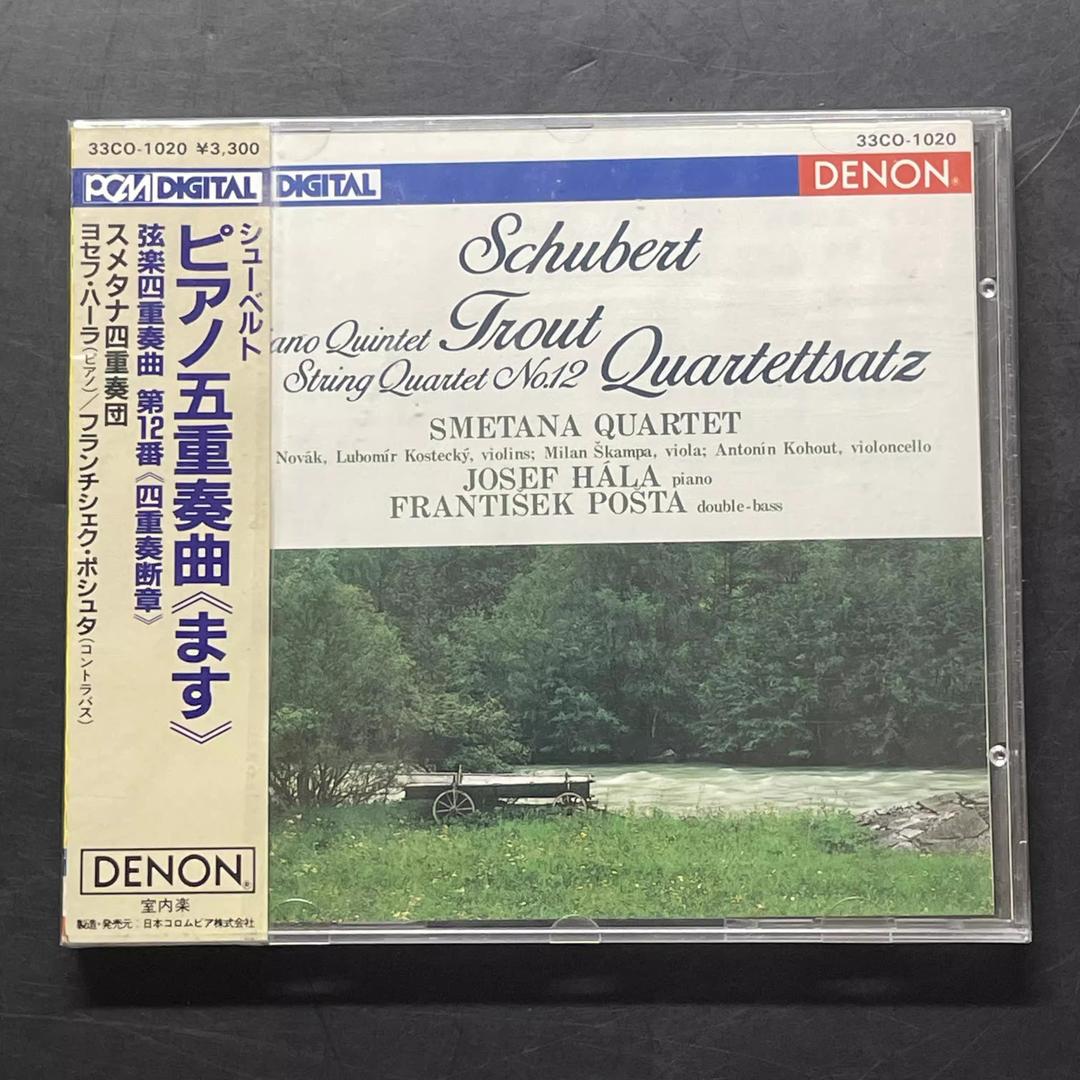 33CO-1020 ¥3,300
PCM DIGITAL
シューベルト
ピアノ五重奏曲《ます》
弦楽四重奏曲 第12番《四重奏断章》
スメタナ四重奏団
ヨセフ・ハーラ(ピアノ)/フランチシェク・ポシュタ(コントラバス)
DENON®
室内楽
製造・発売元 日本コロムビア株式会社
33CO-1020
DIGITAL
DENON®
Schubert
ano Quintet Trout
String Quartet No.12 Quartettsatz
SMETANA QUARTET
Novák, Lubomír Kostecký, violins; Milan Škampa, viola; Antonín Kohout, violoncello
JOSEF HÁLA piano
FRANTIŠEK POŠTA double-bass